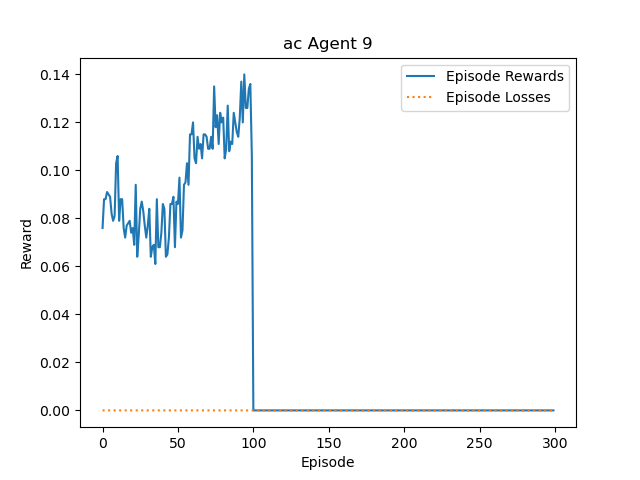 ac Agent 9
Episode Rewards
Episode Losses
Reward
0.14
0.12
0.10
0.08
0.06
0.04
0.02
0.00
0 50 100 150 200 250 300
Episode